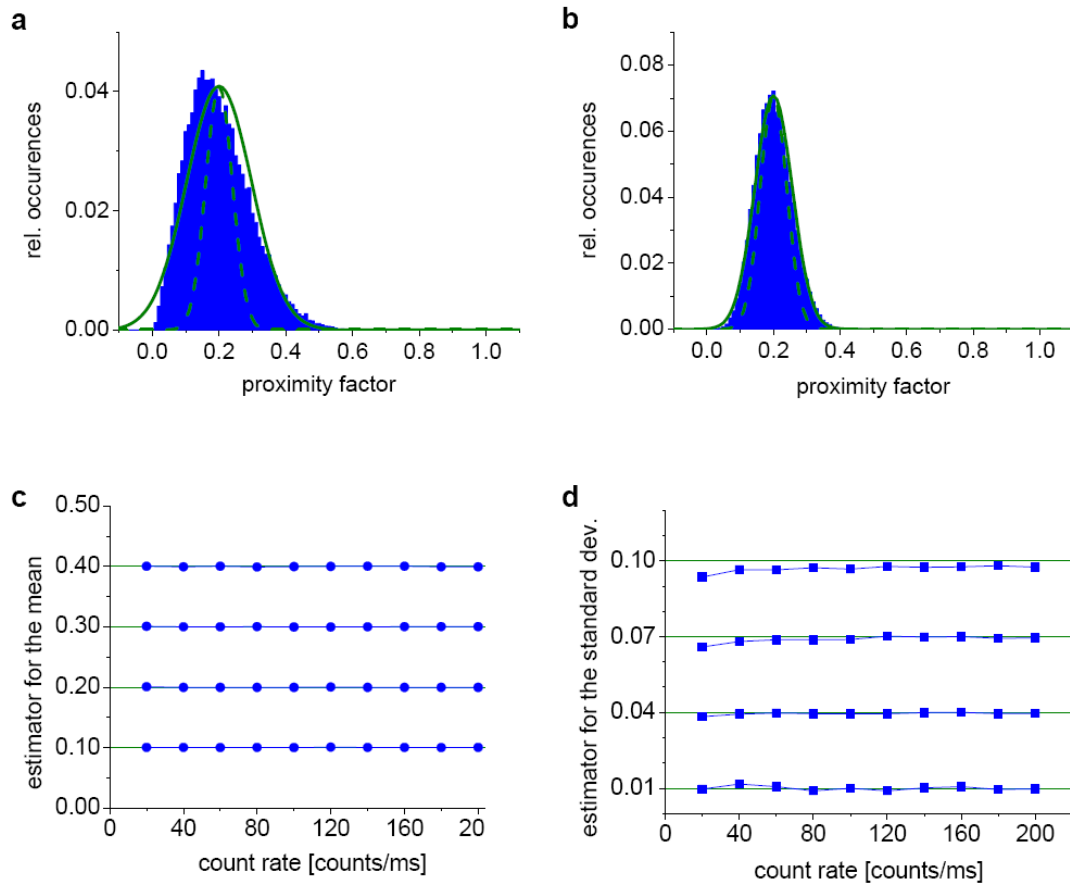 a
0.04
0.02
0.00
rel. occurences
0.0 0.2 0.4 0.6 0.8 1.0
proximity factor
b
0.08
0.06
0.04
0.02
0.00
rel. occurences
0.0 0.2 0.4 0.6 0.8 1.0
proximity factor
c
0.50
0.40
0.30
0.20
0.10
0.00
estimator for the mean
0 40 80 120 160 20
count rate [counts/ms]
d
0.10
0.07
0.04
0.01
estimator for the standard dev.
0 40 80 120 160 200
count rate [counts/ms]